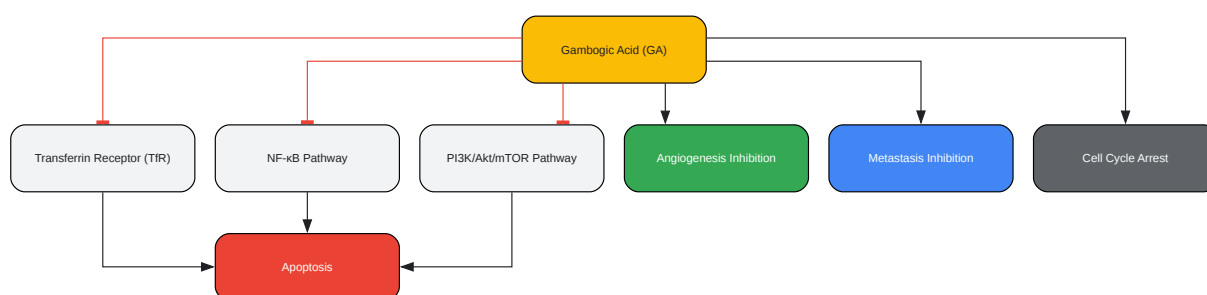 Gambogic Acid (GA)
Transferrin Receptor (TfR)
NF-κB Pathway
PI3K/Akt/mTOR Pathway
Angiogenesis Inhibition
Metastasis Inhibition
Cell Cycle Arrest
Apoptosis